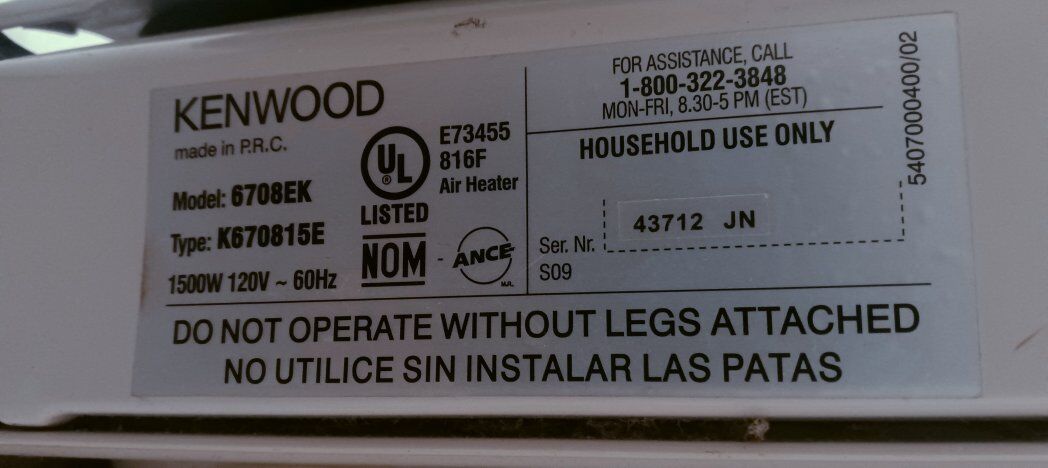 KENWOOD
made in P.R.C.
Model: 6708EK
Type: K670815E
1500W 120V ~ 60Hz
UL
®
LISTED
E73455
816F
Air Heater
NOM - ANCE
M.R.
FOR ASSISTANCE, CALL
1-800-322-3848
MON-FRI, 8.30-5 PM (EST)
HOUSEHOLD USE ONLY
43712 JN
Ser. Nr.
S09
5407000400/02
DO NOT OPERATE WITHOUT LEGS ATTACHED
NO UTILICE SIN INSTALAR LAS PATAS